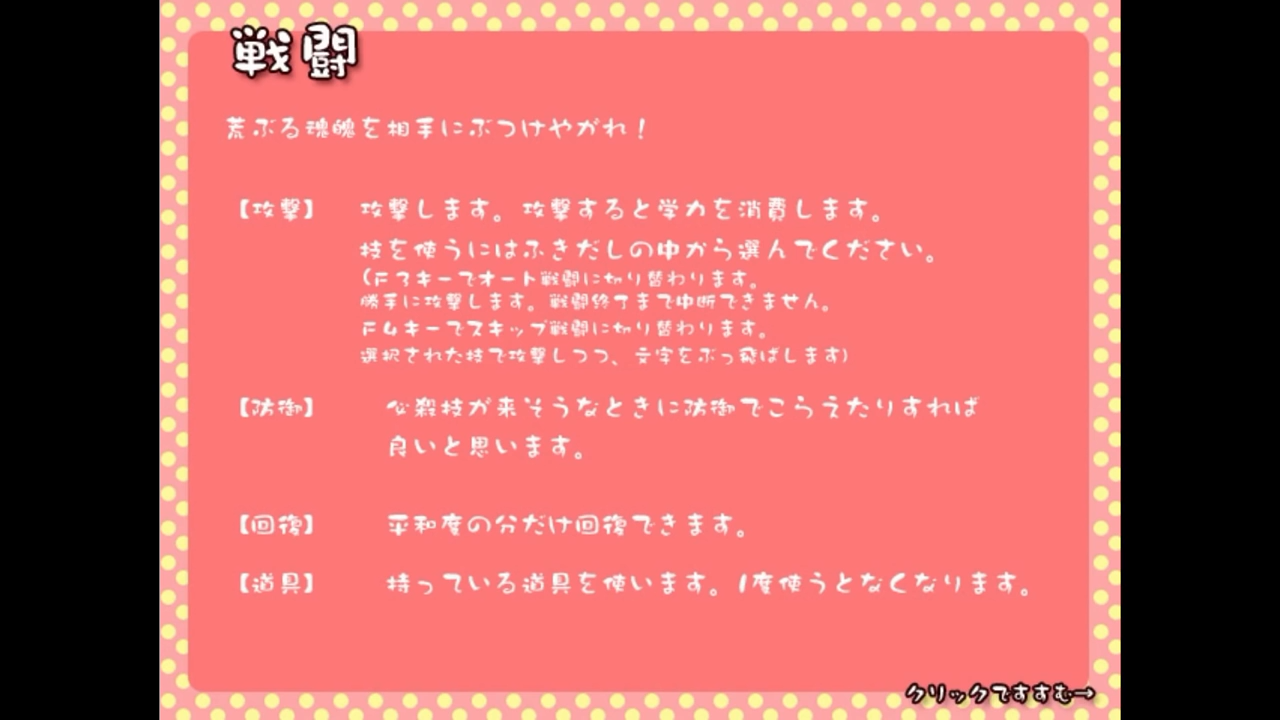 戦闘
荒ぶる魂魄を相手にぶつけやがれ！
【攻撃】 攻撃します。攻撃すると学力を消費します。
技を使うにはふきだしの中から選んでください。
(F3キーでオート戦闘に切り替わります。
勝手に攻撃します。戦闘終了まで中断できません。
F4キーでスキップ戦闘に切り替わります。
選択された技で攻撃しつつ、文字をぶっ飛ばします)
【防御】 必殺技が来そうなときに防御でこらえたりすれば
良いと思います。
【回復】 平和度の分だけ回復できます。
【道具】 持っている道具を使います。1度使うとなくなります。
クリックですすむ→